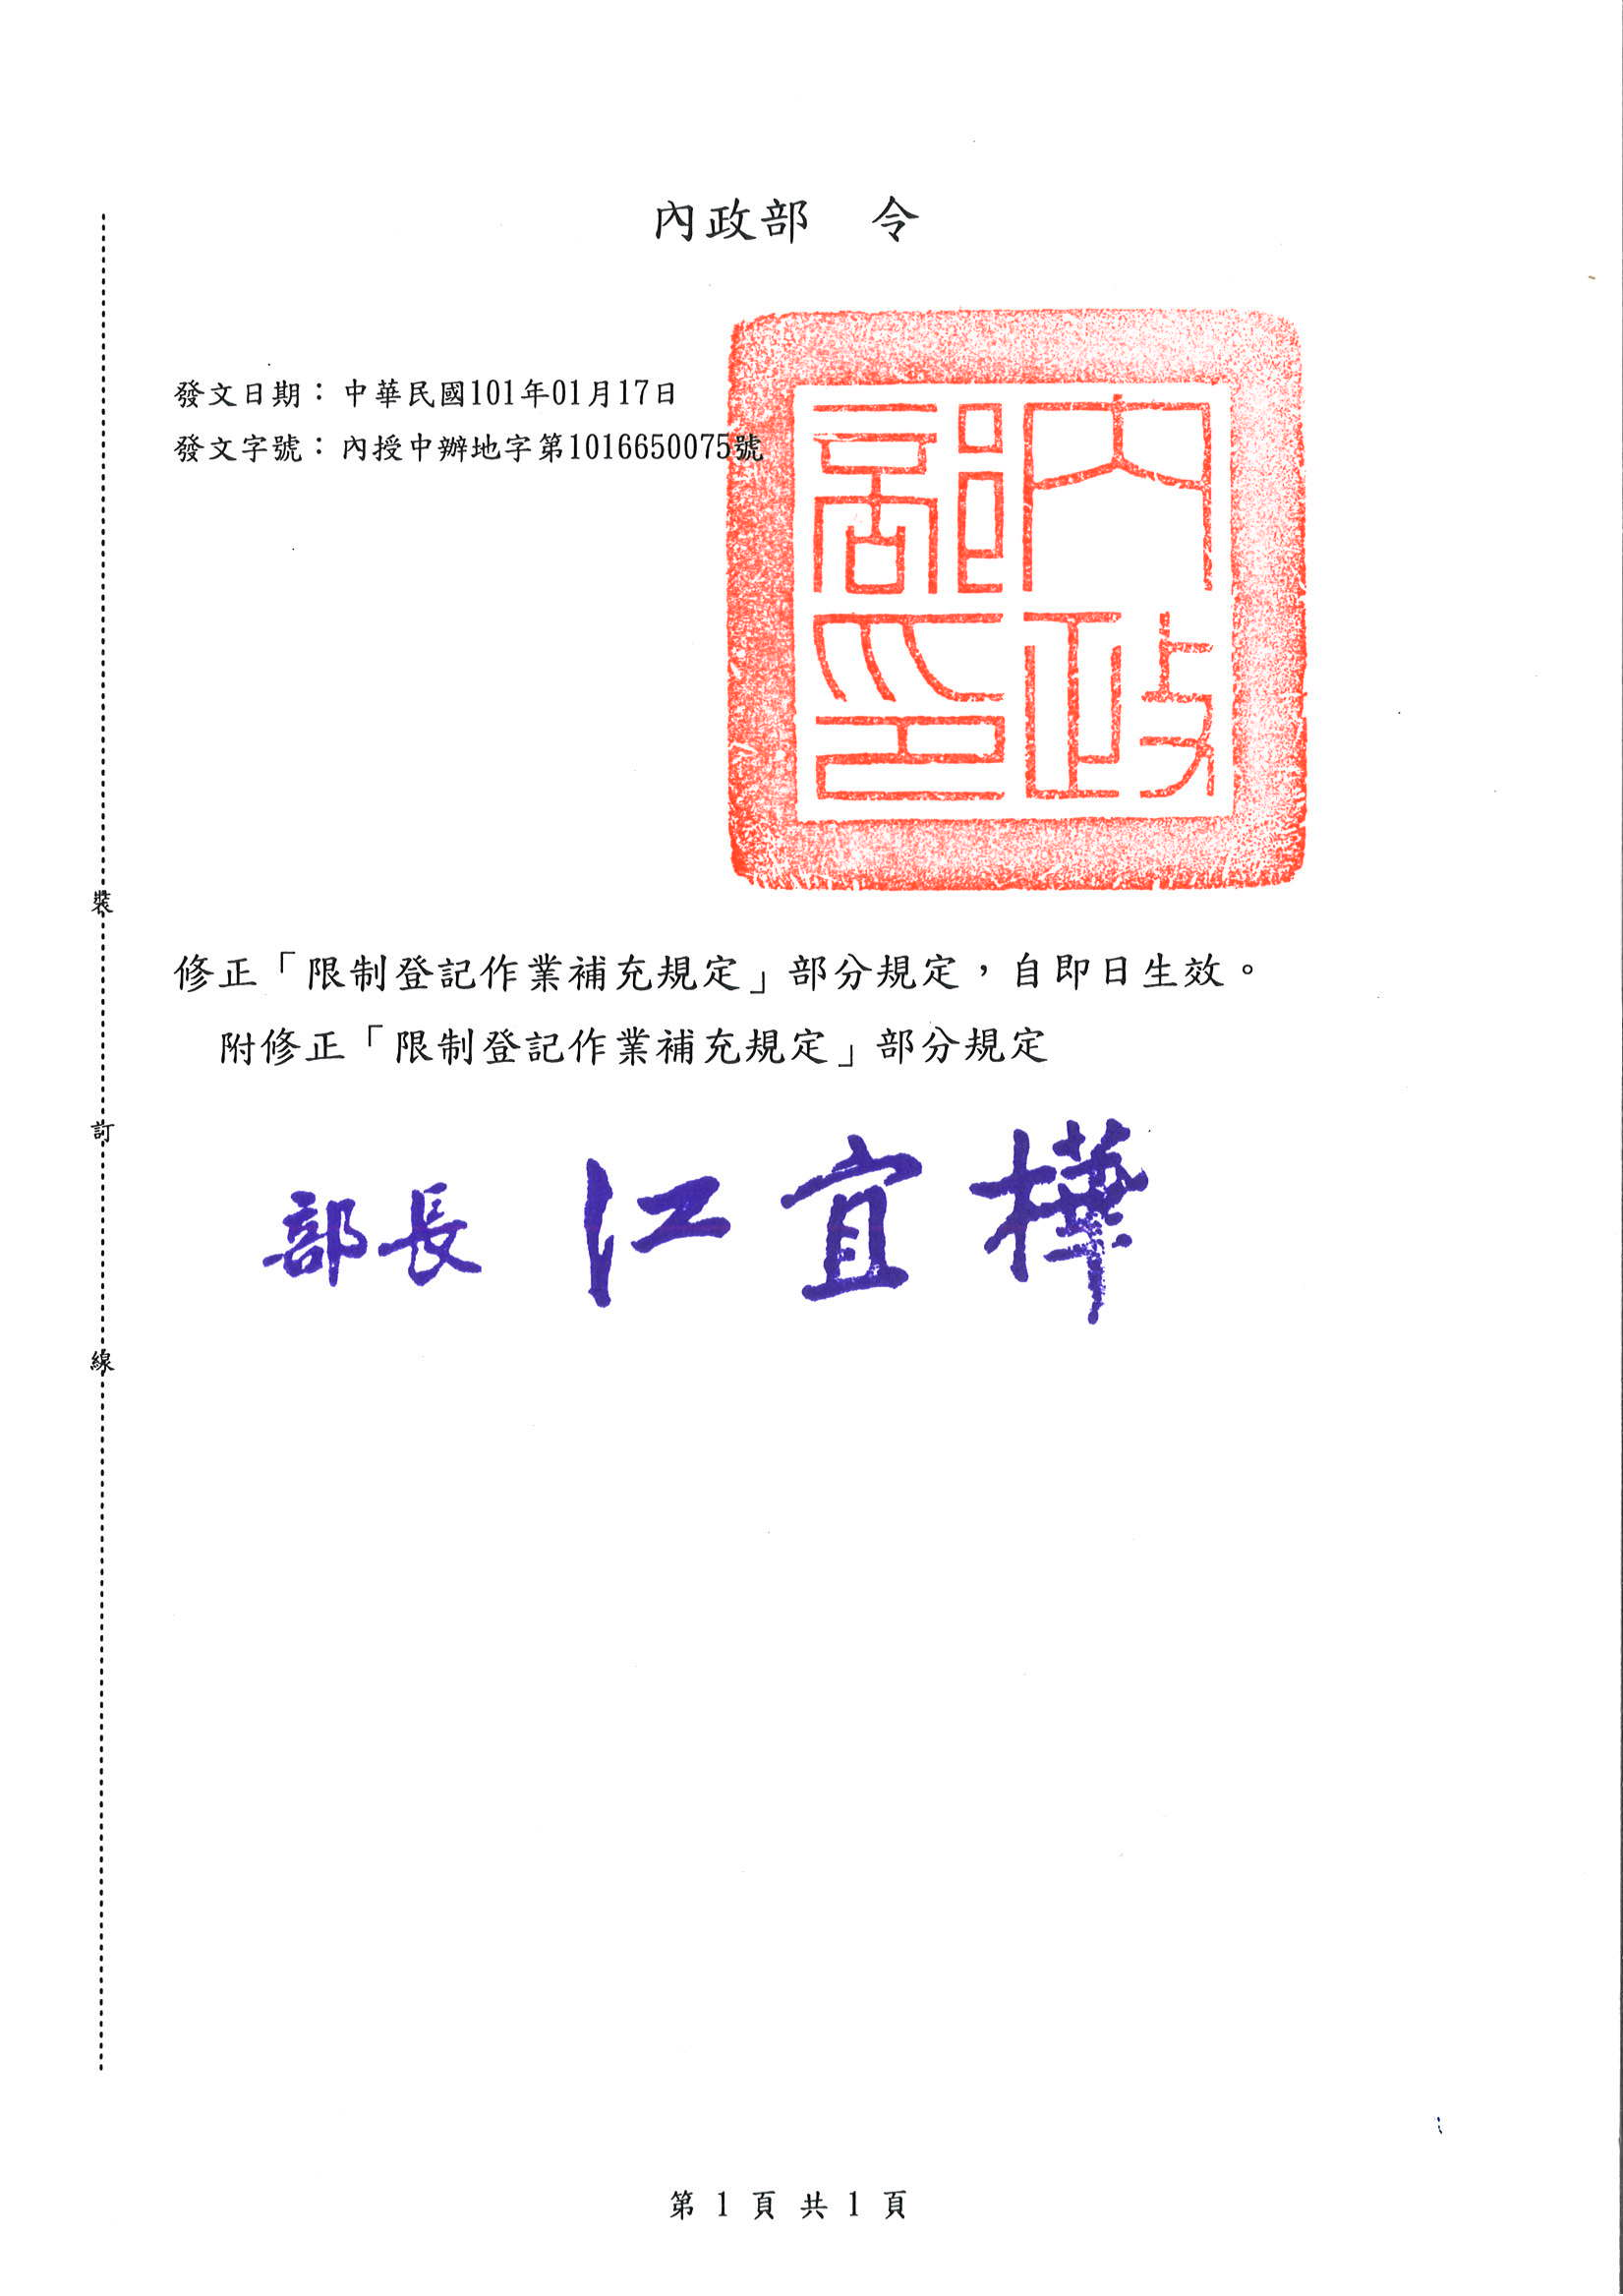 內政部　令
發文日期：中華民國101年01月17日
發文字號：內授中辦地字第1016650075號
內政部印
修正「限制登記作業補充規定」部分規定，自即日生效。
附修正「限制登記作業補充規定」部分規定
部長 江宜樺
裝
訂
線
第 1 頁 共 1 頁